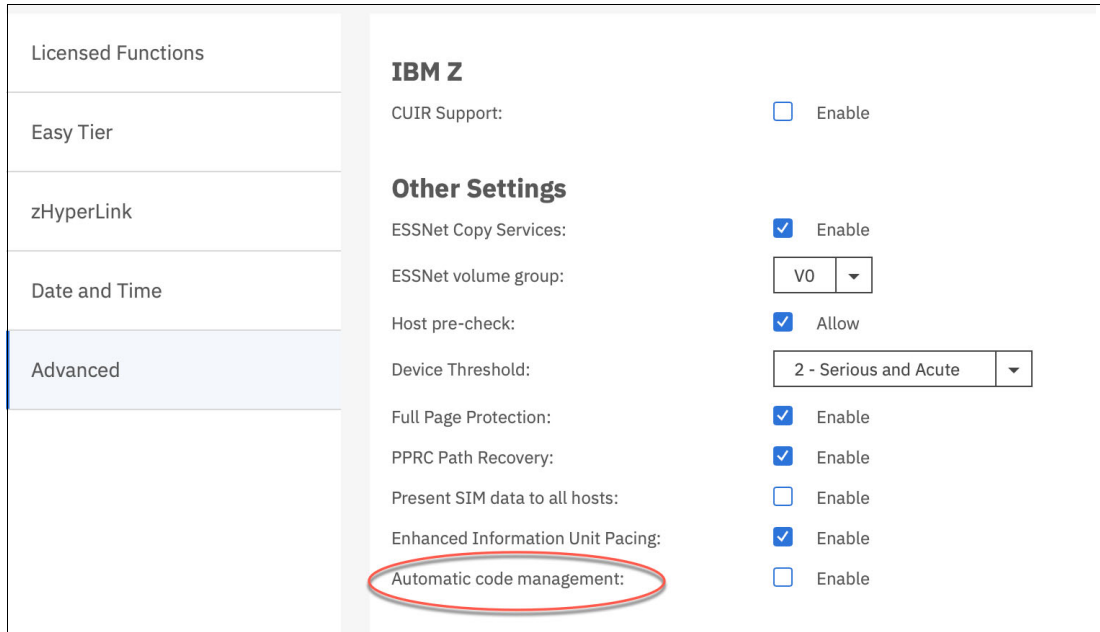 Licensed Functions
Easy Tier
zHyperLink
Date and Time
Advanced
IBM Z
CUIR Support: Enable
Other Settings
ESSNet Copy Services: Enable
ESSNet volume group: V0
Host pre-check: Allow
Device Threshold: 2 - Serious and Acute
Full Page Protection: Enable
PPRC Path Recovery: Enable
Present SIM data to all hosts: Enable
Enhanced Information Unit Pacing: Enable
Automatic code management: Enable